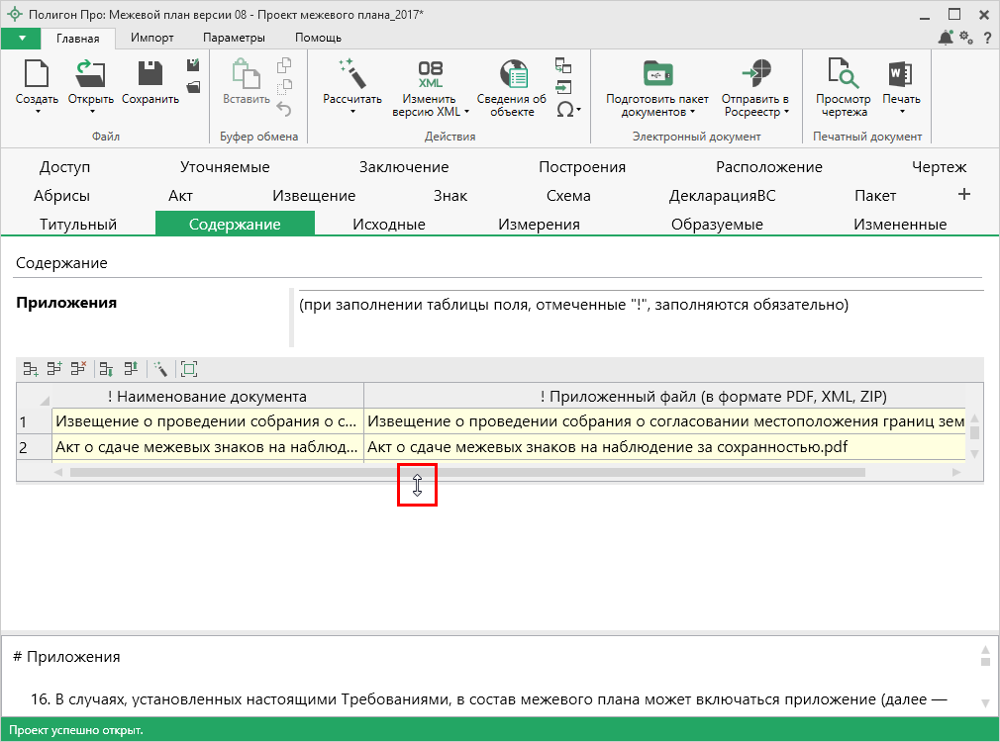 Полигон Про: Межевой план версии 08 - Проект межевого плана_2017*
Главная Импорт Параметры Помощь
?
08
XML
W
Создать Открыть Сохранить Вставить Рассчитать Изменить версию XML Сведения об объекте Ω Подготовить пакет документов Отправить в Росреестр Просмотр чертежа Печать
Файл Буфер обмена Действия Электронный документ Печатный документ
Доступ Уточняемые Заключение Построения Расположение Чертеж
Абрисы Акт Извещение Знак Схема ДекларацияВС Пакет +
Титульный Содержание Исходные Измерения Образуемые Измененные
Содержание
Приложения (при заполнении таблицы поля, отмеченные "!", заполняются обязательно)
! Наименование документа ! Приложенный файл (в формате PDF, XML, ZIP)
1 Извещение о проведении собрания о с... Извещение о проведении собрания о согласовании местоположения границ зем
2 Акт о сдаче межевых знаков на наблюд... Акт о сдаче межевых знаков на наблюдение за сохранностью.pdf
# Приложения
16. В случаях, установленных настоящими Требованиями, в состав межевого плана может включаться приложение (далее —
Проект успешно открыт.